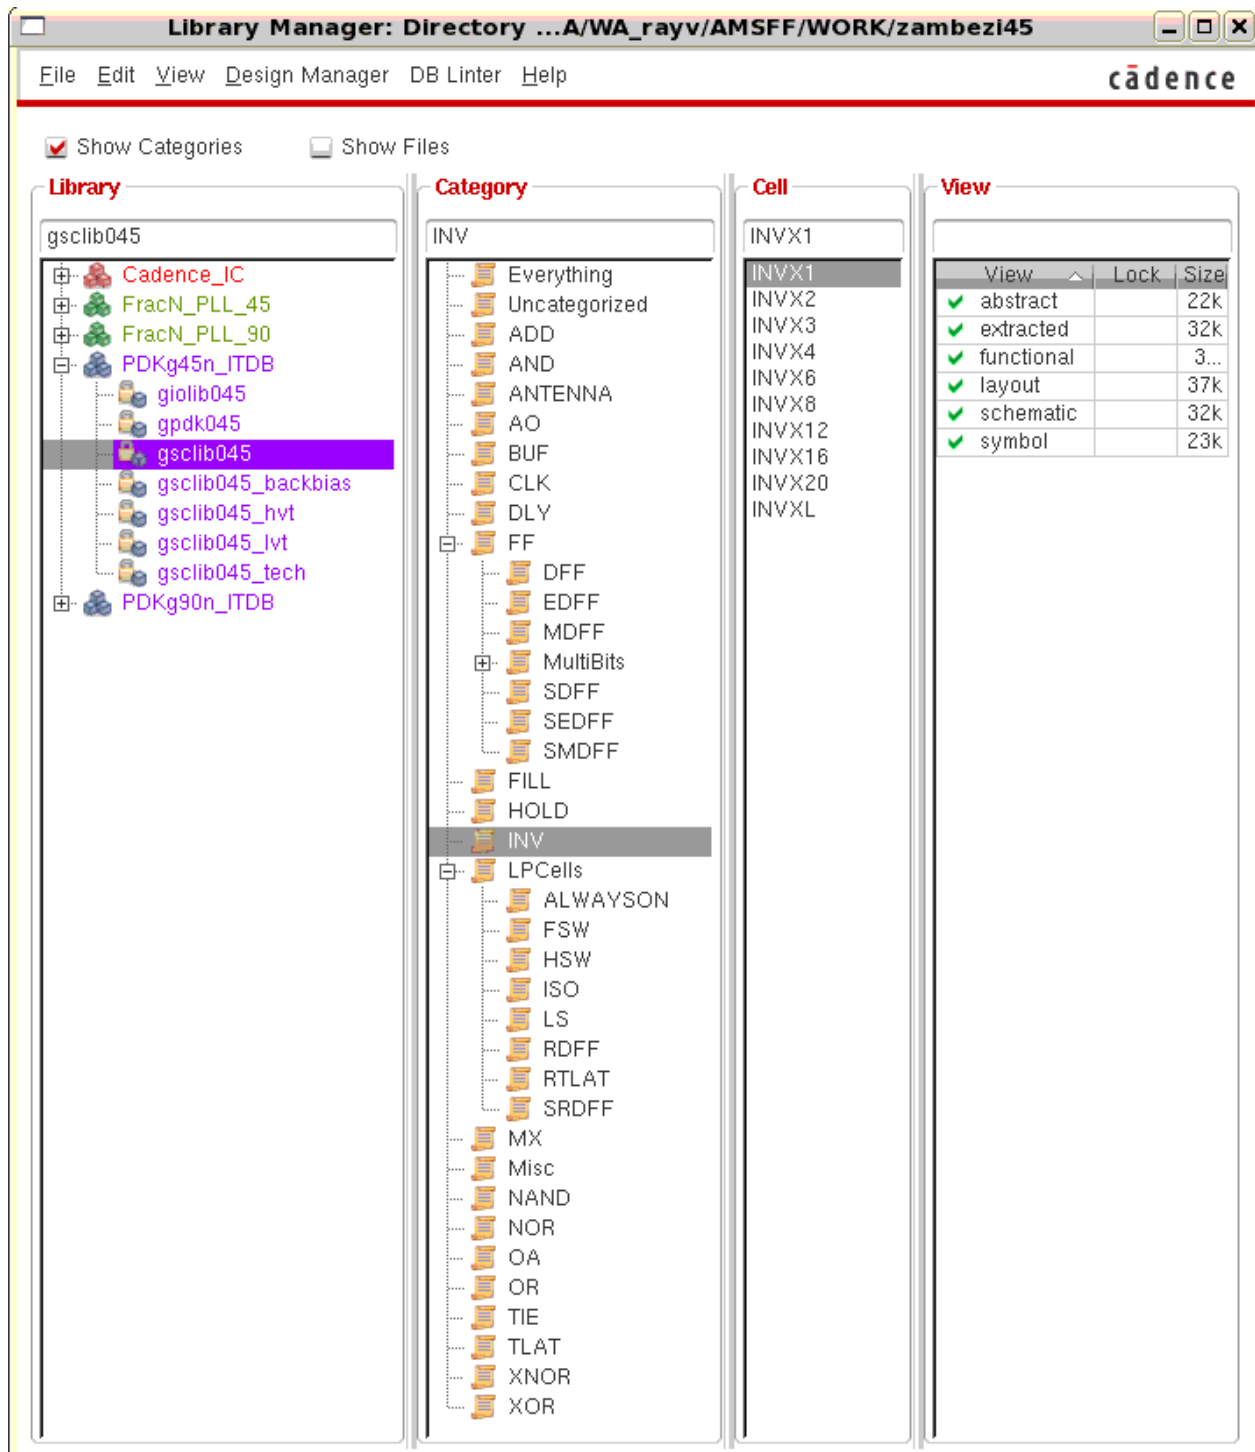 Library Manager: Directory ...A/WA_rayv/AMSFF/WORK/zambezi45
File Edit View Design Manager DB Linter Help
cādence
Show Categories Show Files
Library
gsclib045
Cadence_IC
FracN_PLL_45
FracN_PLL_90
PDKg45n_ITDB
giolib045
gpdk045
gsclib045
gsclib045_backbias
gsclib045_hvt
gsclib045_lvt
gsclib045_tech
PDKg90n_ITDB
Category
INV
Everything
Uncategorized
ADD
AND
ANTENNA
AO
BUF
CLK
DLY
FF
DFF
EDFF
MDFF
MultiBits
SDFF
SEDFF
SMDFF
FILL
HOLD
INV
LPCells
ALWAYSON
FSW
HSW
ISO
LS
RDFF
RTLAT
SRDFF
MX
Misc
NAND
NOR
OA
OR
TIE
TLAT
XNOR
XOR
Cell
INVX1
INVX1
INVX2
INVX3
INVX4
INVX6
INVX8
INVX12
INVX16
INVX20
INVXL
View
View Lock Size
abstract 22k
extracted 32k
functional 3...
layout 37k
schematic 32k
symbol 23k